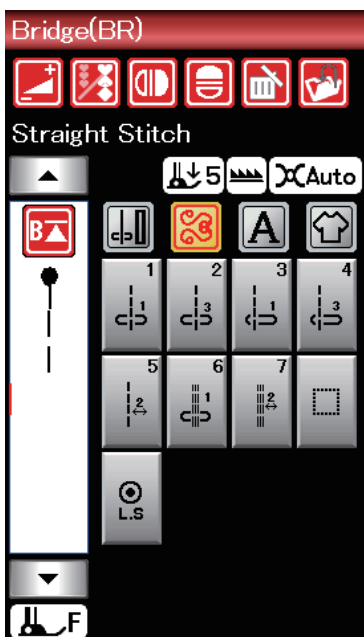 Bridge(BR)
Straight Stitch
5 Auto
B A
1 2 3 4
1 3 1 3
5 6 7
2 1 2
L.S
F